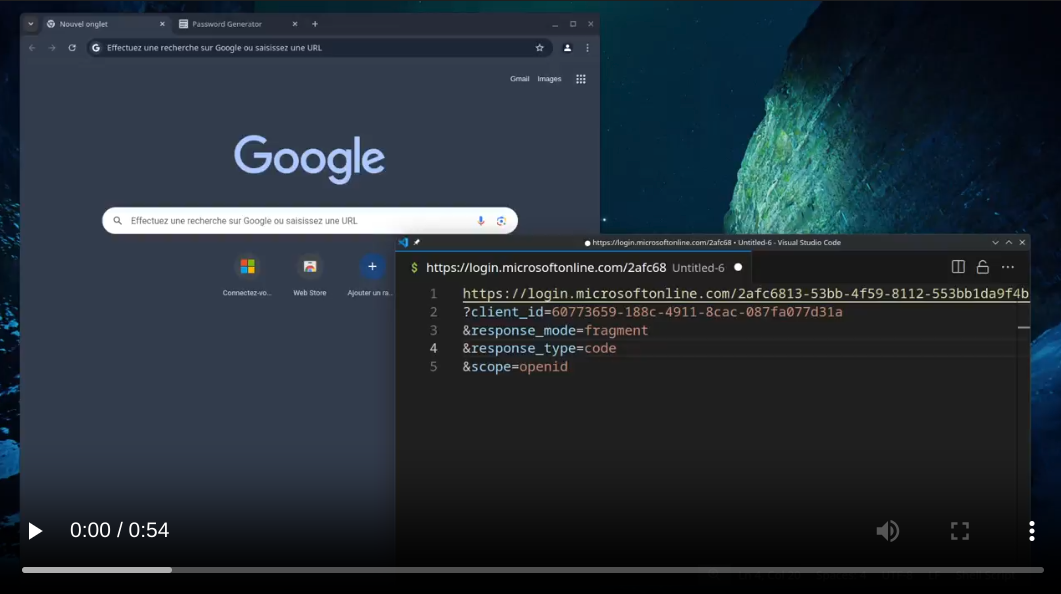 Nouvel onglet
Password Generator
Effectuez une recherche sur Google ou saisissez une URL
Gmail Images
Google
Effectuez une recherche sur Google ou saisissez une URL
Connectez-vo... Web Store Ajouter un ra...
https://login.microsoftonline.com/2afc68 • Untitled-6 - Visual Studio Code
$ https://login.microsoftonline.com/2afc68 Untitled-6
1 https://login.microsoftonline.com/2afc6813-53bb-4f59-8112-553bb1da9f4b
2 ?client_id=60773659-188c-4911-8cac-087fa077d31a
3 &response_mode=fragment
4 &response_type=code
5 &scope=openid
0:00 / 0:54